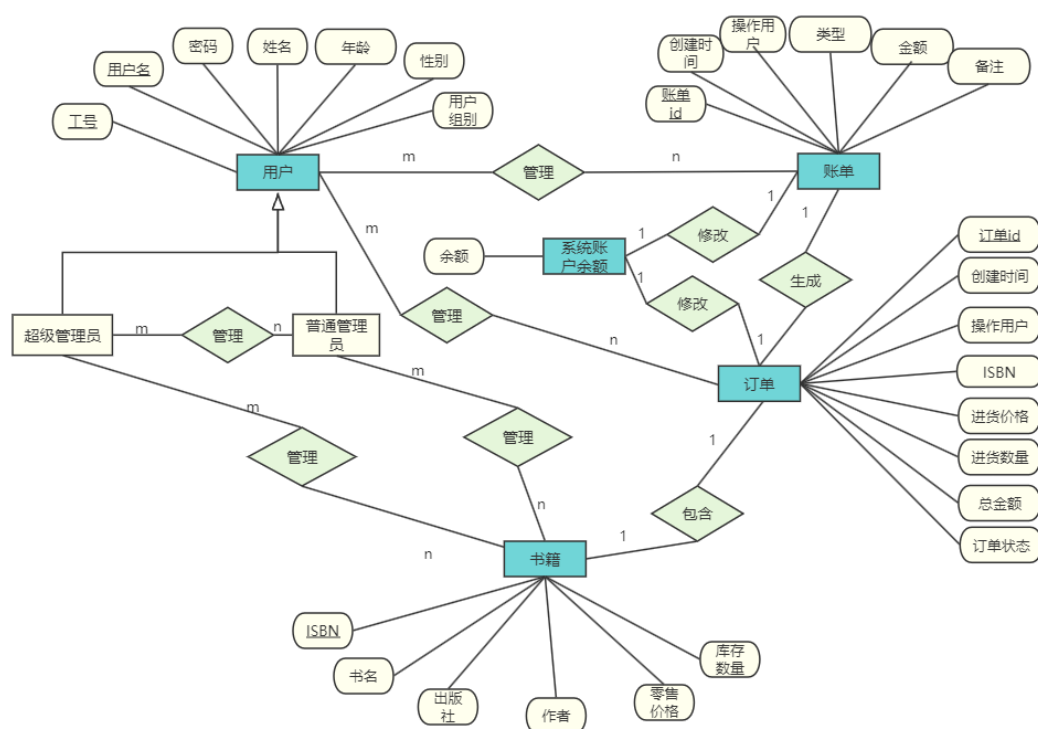 密码
姓名
年龄
性别
用户名
工号
用户
组别
创建时
间
操作用
户
类型
金额
备注
账单
id
用户
m
管理
n
账单
1
修改
1
1
生成
余额
系统账
户余额
1
修改
1
m
管理
n
超级管理员
m
管理
n
普通管理
员
订单
订单id
创建时间
操作用户
ISBN
进货价格
进货数量
总金额
订单状态
m
管理
m
管理
n
n
1
包含
1
书籍
ISBN
书名
出版
社
作者
零售
价格
库存
数量